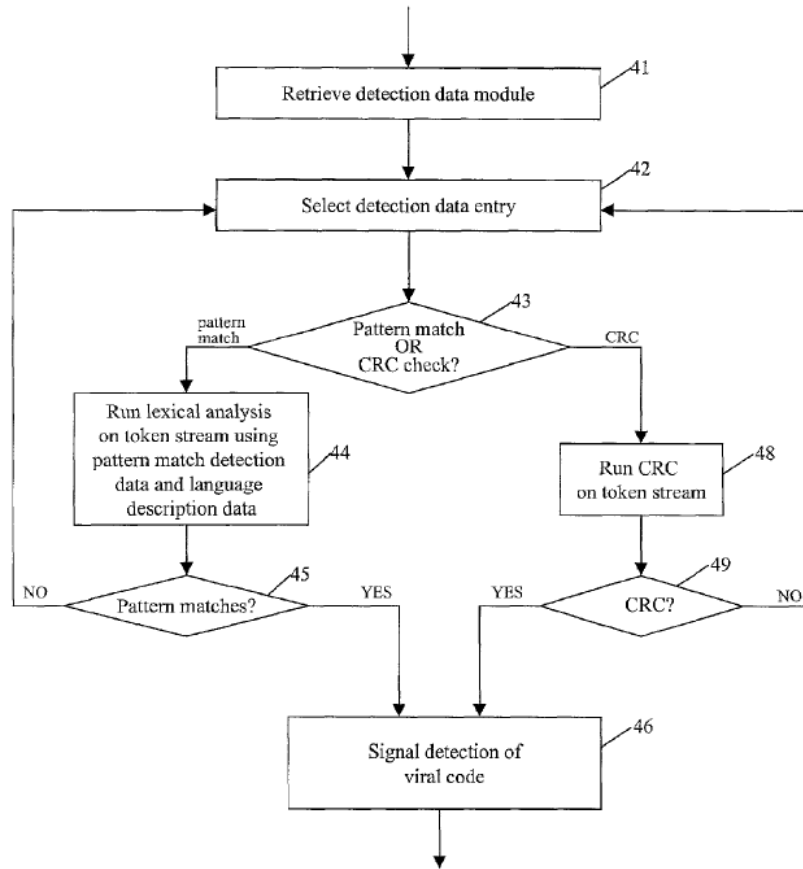 41
Retrieve detection data module
42
Select detection data entry
43
pattern
match
Pattern match
OR
CRC check?
CRC
Run lexical analysis
on token stream using
pattern match detection
data and language
description data
44
Run CRC
on token stream
48
NO
Pattern matches?
45
YES
YES
CRC?
49
NO
Signal detection of
viral code
46